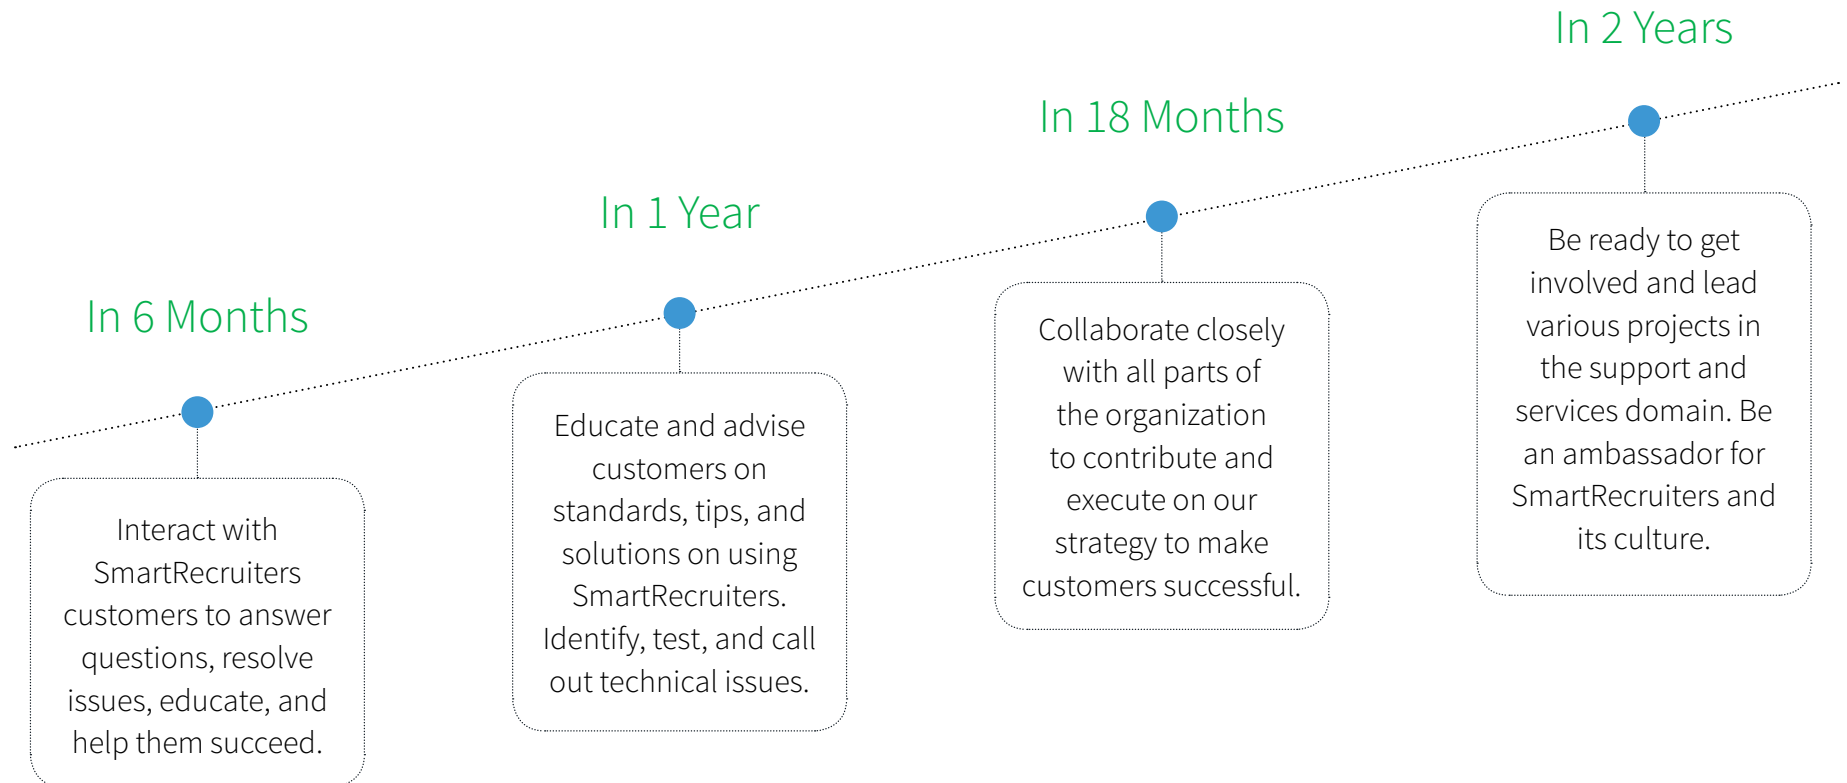 In 6 Months
Interact with
SmartRecruiters
customers to answer
questions, resolve
issues, educate, and
help them succeed.
In 1 Year
Educate and advise
customers on
standards, tips, and
solutions on using
SmartRecruiters.
Identify, test, and call
out technical issues.
In 18 Months
Collaborate closely
with all parts of
the organization
to contribute and
execute on our
strategy to make
customers successful.
In 2 Years
Be ready to get
involved and lead
various projects in
the support and
services domain. Be
an ambassador for
SmartRecruiters and
its culture.